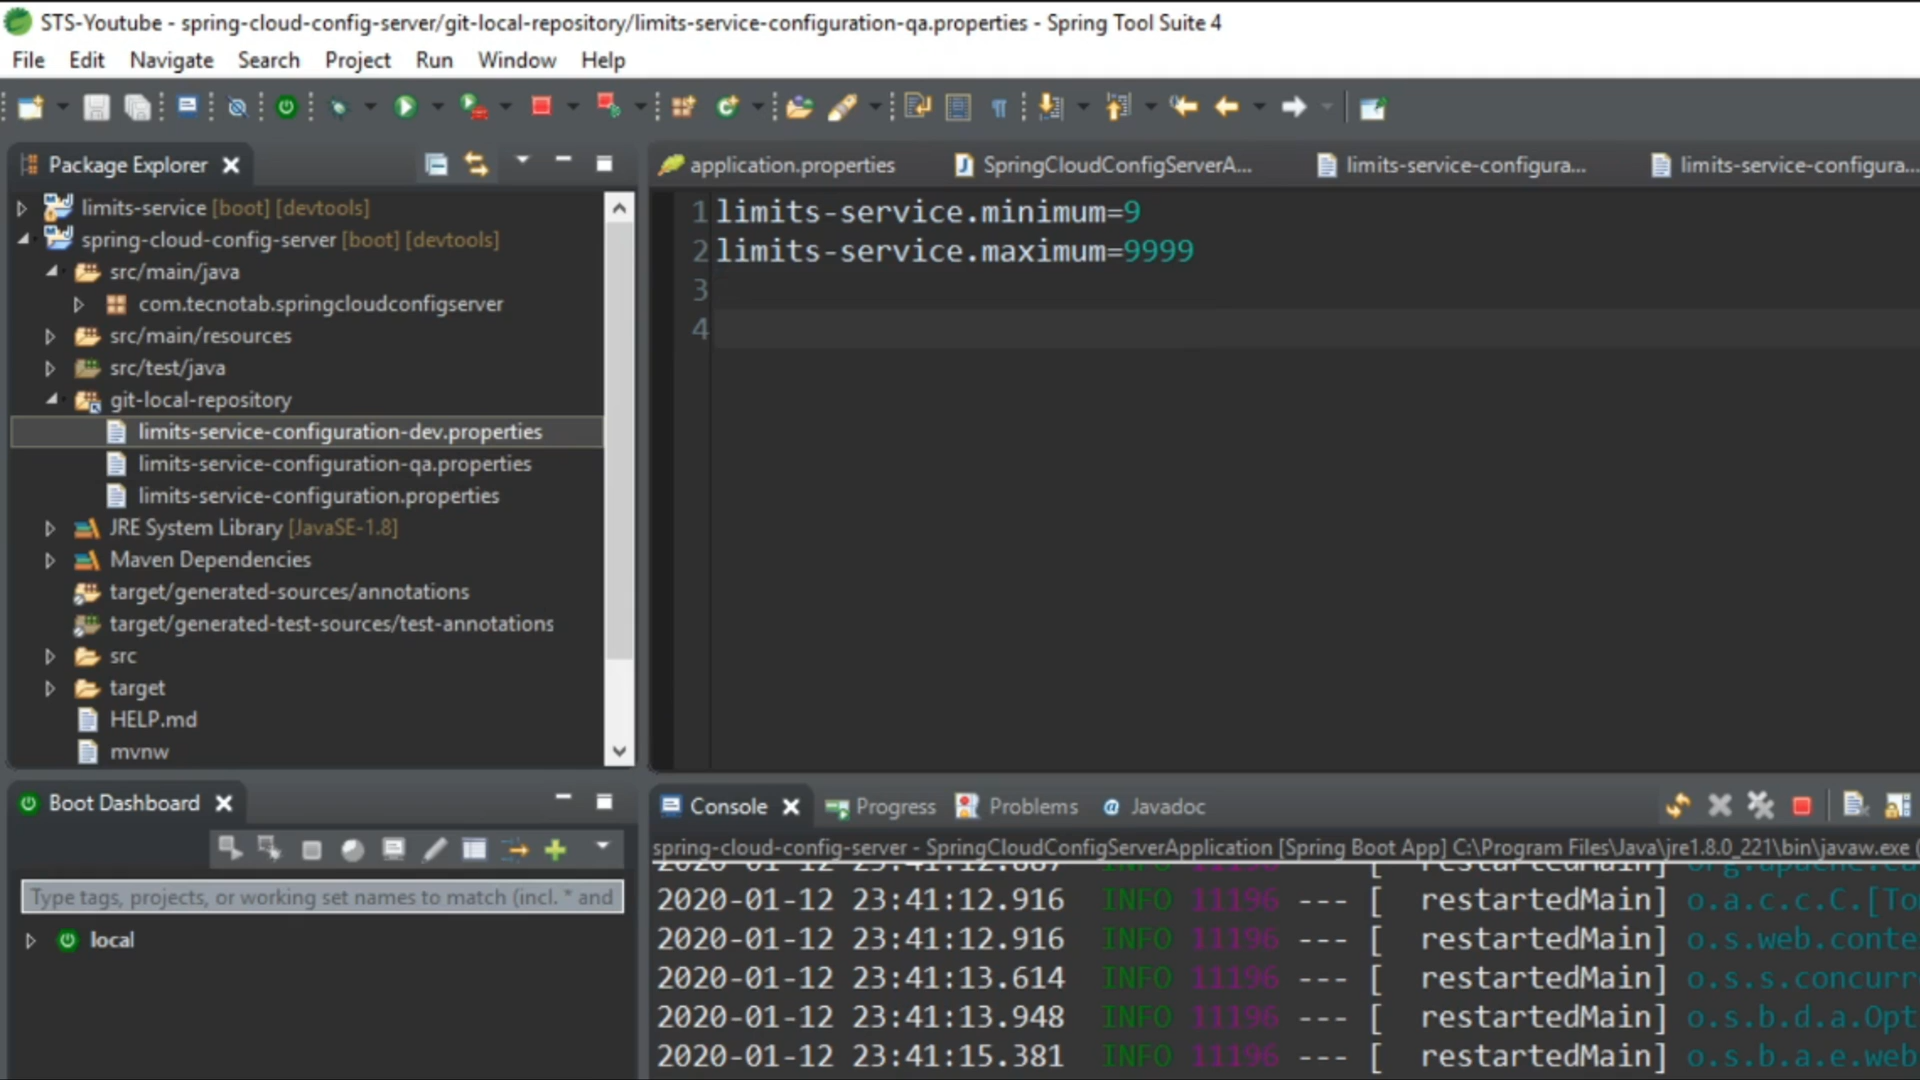 STS-Youtube - spring-cloud-config-server/git-local-repository/limits-service-configuration-qa.properties - Spring Tool Suite 4
File Edit Navigate Search Project Run Window Help
Package Explorer
limits-service [boot] [devtools]
spring-cloud-config-server [boot] [devtools]
src/main/java
com.tecnotab.springcloudconfigserver
src/main/resources
src/test/java
git-local-repository
limits-service-configuration-dev.properties
limits-service-configuration-qa.properties
limits-service-configuration.properties
JRE System Library [JavaSE-1.8]
Maven Dependencies
target/generated-sources/annotations
target/generated-test-sources/test-annotations
src
target
HELP.md
mvnw
application.properties SpringCloudConfigServerA... limits-service-configura... limits-service-configura...
1 limits-service.minimum=9
2 limits-service.maximum=9999
3
4
Boot Dashboard
Type tags, projects, or working set names to match (incl. * and
local
Console Progress Problems @ Javadoc
spring-cloud-config-server - SpringCloudConfigServerApplication [Spring Boot App] C:\Program Files\Java\jre1.8.0_221\bin\javaw.exe (
2020-01-12 23:41:12.916 INFO 11196 --- [ restartedMain] o.a.c.c.C.[To
2020-01-12 23:41:12.916 INFO 11196 --- [ restartedMain] o.s.web.conte
2020-01-12 23:41:13.614 INFO 11196 --- [ restartedMain] o.s.s.concurr
2020-01-12 23:41:13.948 INFO 11196 --- [ restartedMain] o.s.b.d.a.Opt
2020-01-12 23:41:15.381 INFO 11196 --- [ restartedMain] o.s.b.a.e.web